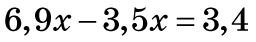 6,9x − 3,5x = 3,4